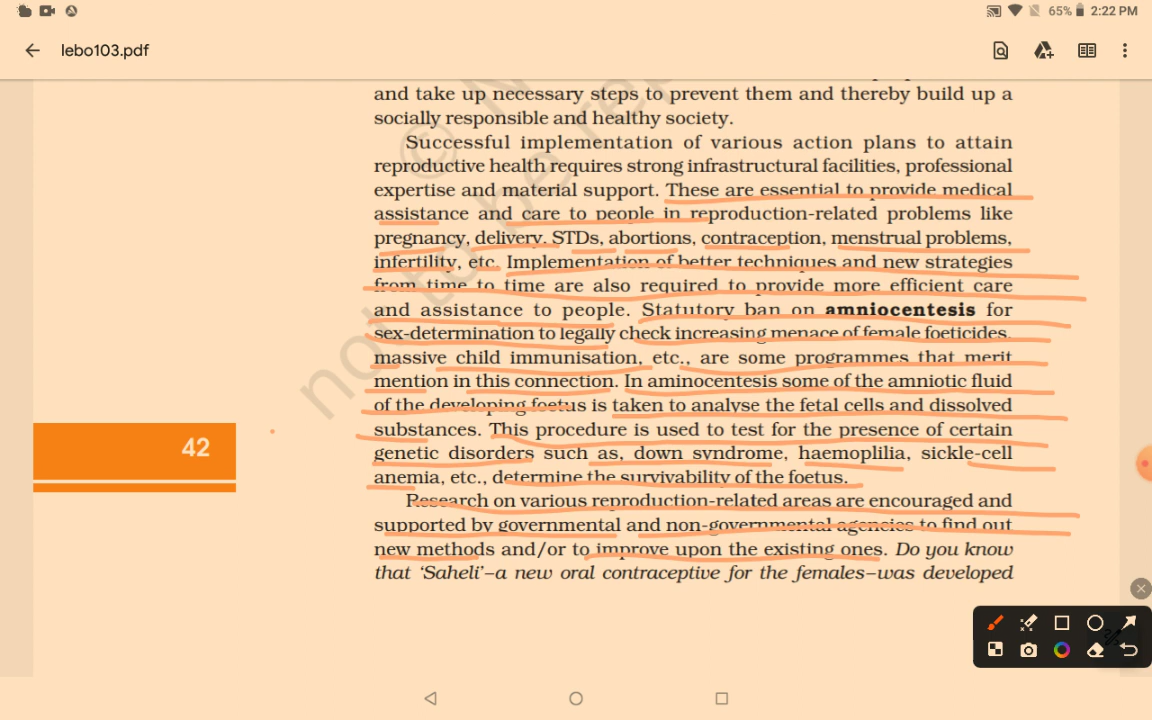 65% 2:22 PM
lebo103.pdf
and take up necessary steps to prevent them and thereby build up a
socially responsible and healthy society.
Successful implementation of various action plans to attain
reproductive health requires strong infrastructural facilities, professional
expertise and material support. These are essential to provide medical
assistance and care to people in reproduction-related problems like
pregnancy, delivery, STDs, abortions, contraception, menstrual problems,
infertility, etc. Implementation of better techniques and new strategies
from time to time are also required to provide more efficient care
and assistance to people. Statutory ban on amniocentesis for
sex-determination to legally check increasing menace of female foeticides,
massive child immunisation, etc., are some programmes that merit
mention in this connection. In aminocentesis some of the amniotic fluid
of the developing foetus is taken to analyse the fetal cells and dissolved
substances. This procedure is used to test for the presence of certain
genetic disorders such as, down syndrome, haemoplilia, sickle-cell
anemia, etc., determine the survivability of the foetus.
42
Research on various reproduction-related areas are encouraged and
supported by governmental and non-governmental agencies to find out
new methods and/or to improve upon the existing ones. Do you know
that ‘Saheli’–a new oral contraceptive for the females–was developed
© N
not to be rep